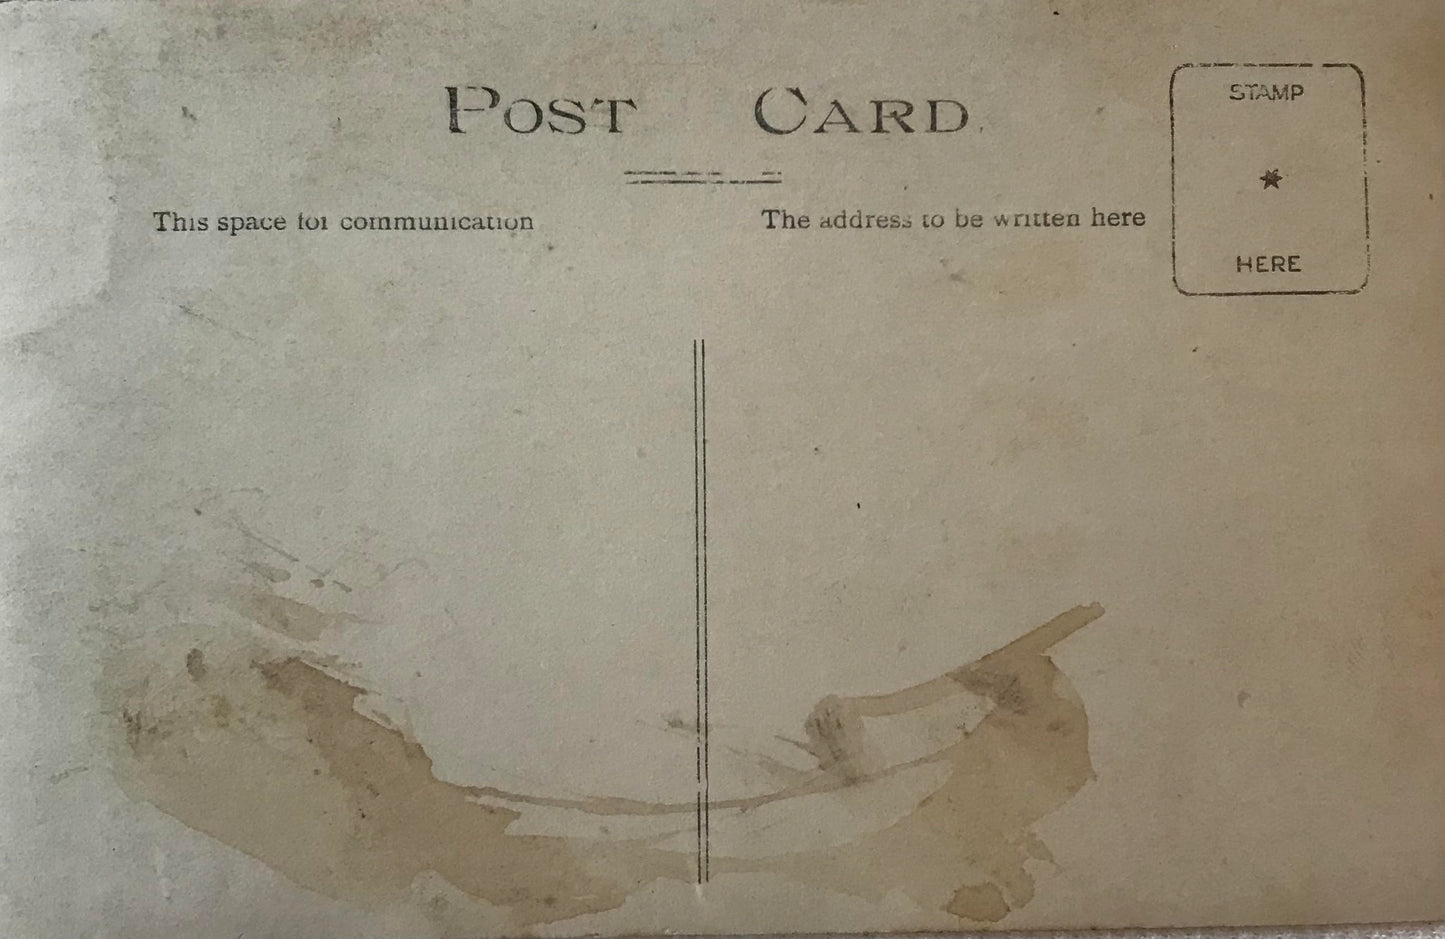 POST CARD.
STAMP
HERE
This space for communication
The address to be written here